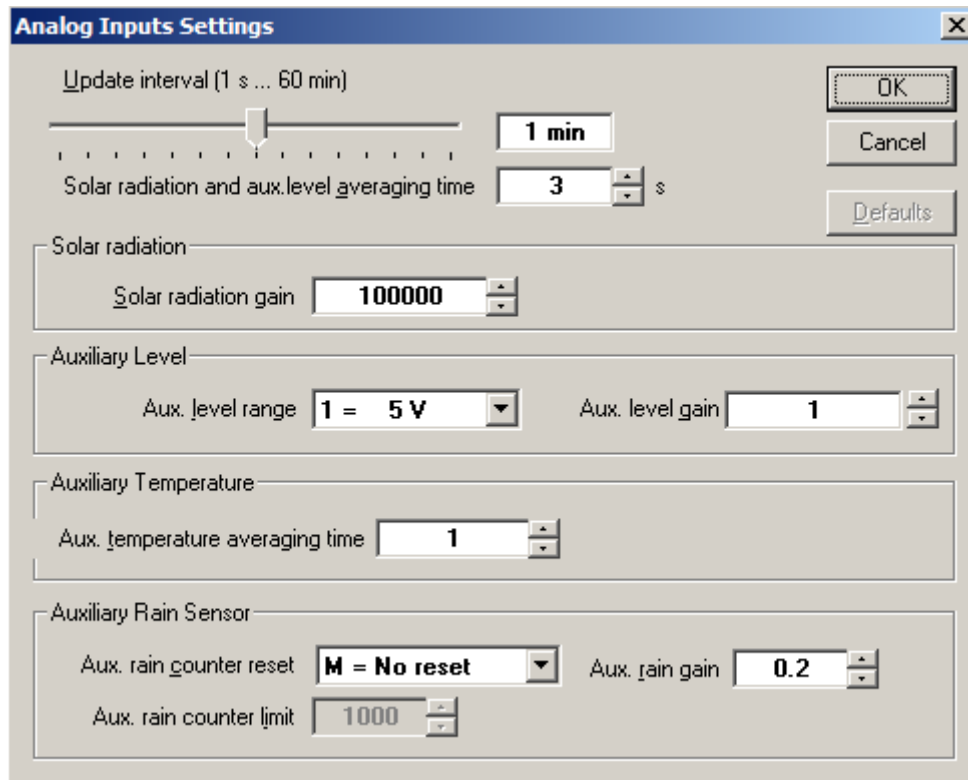 Analog Inputs Settings
Update interval (1 s ... 60 min)
1 min
OK
Cancel
Solar radiation and aux.level averaging time 3 s
Defaults
Solar radiation
Solar radiation gain 100000
Auxiliary Level
Aux. level range 1 = 5 V Aux. level gain 1
Auxiliary Temperature
Aux. temperature averaging time 1
Auxiliary Rain Sensor
Aux. rain counter reset M = No reset Aux. rain gain 0.2
Aux. rain counter limit 1000